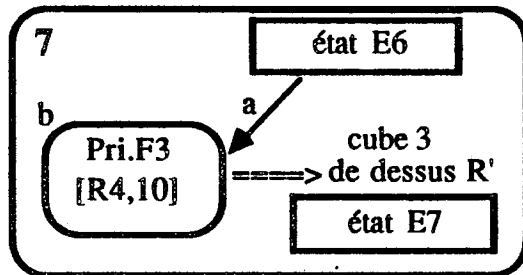 7
état E6
a
b
Pri.F3
[R4,10]
====> cube 3
de dessus R'
état E7